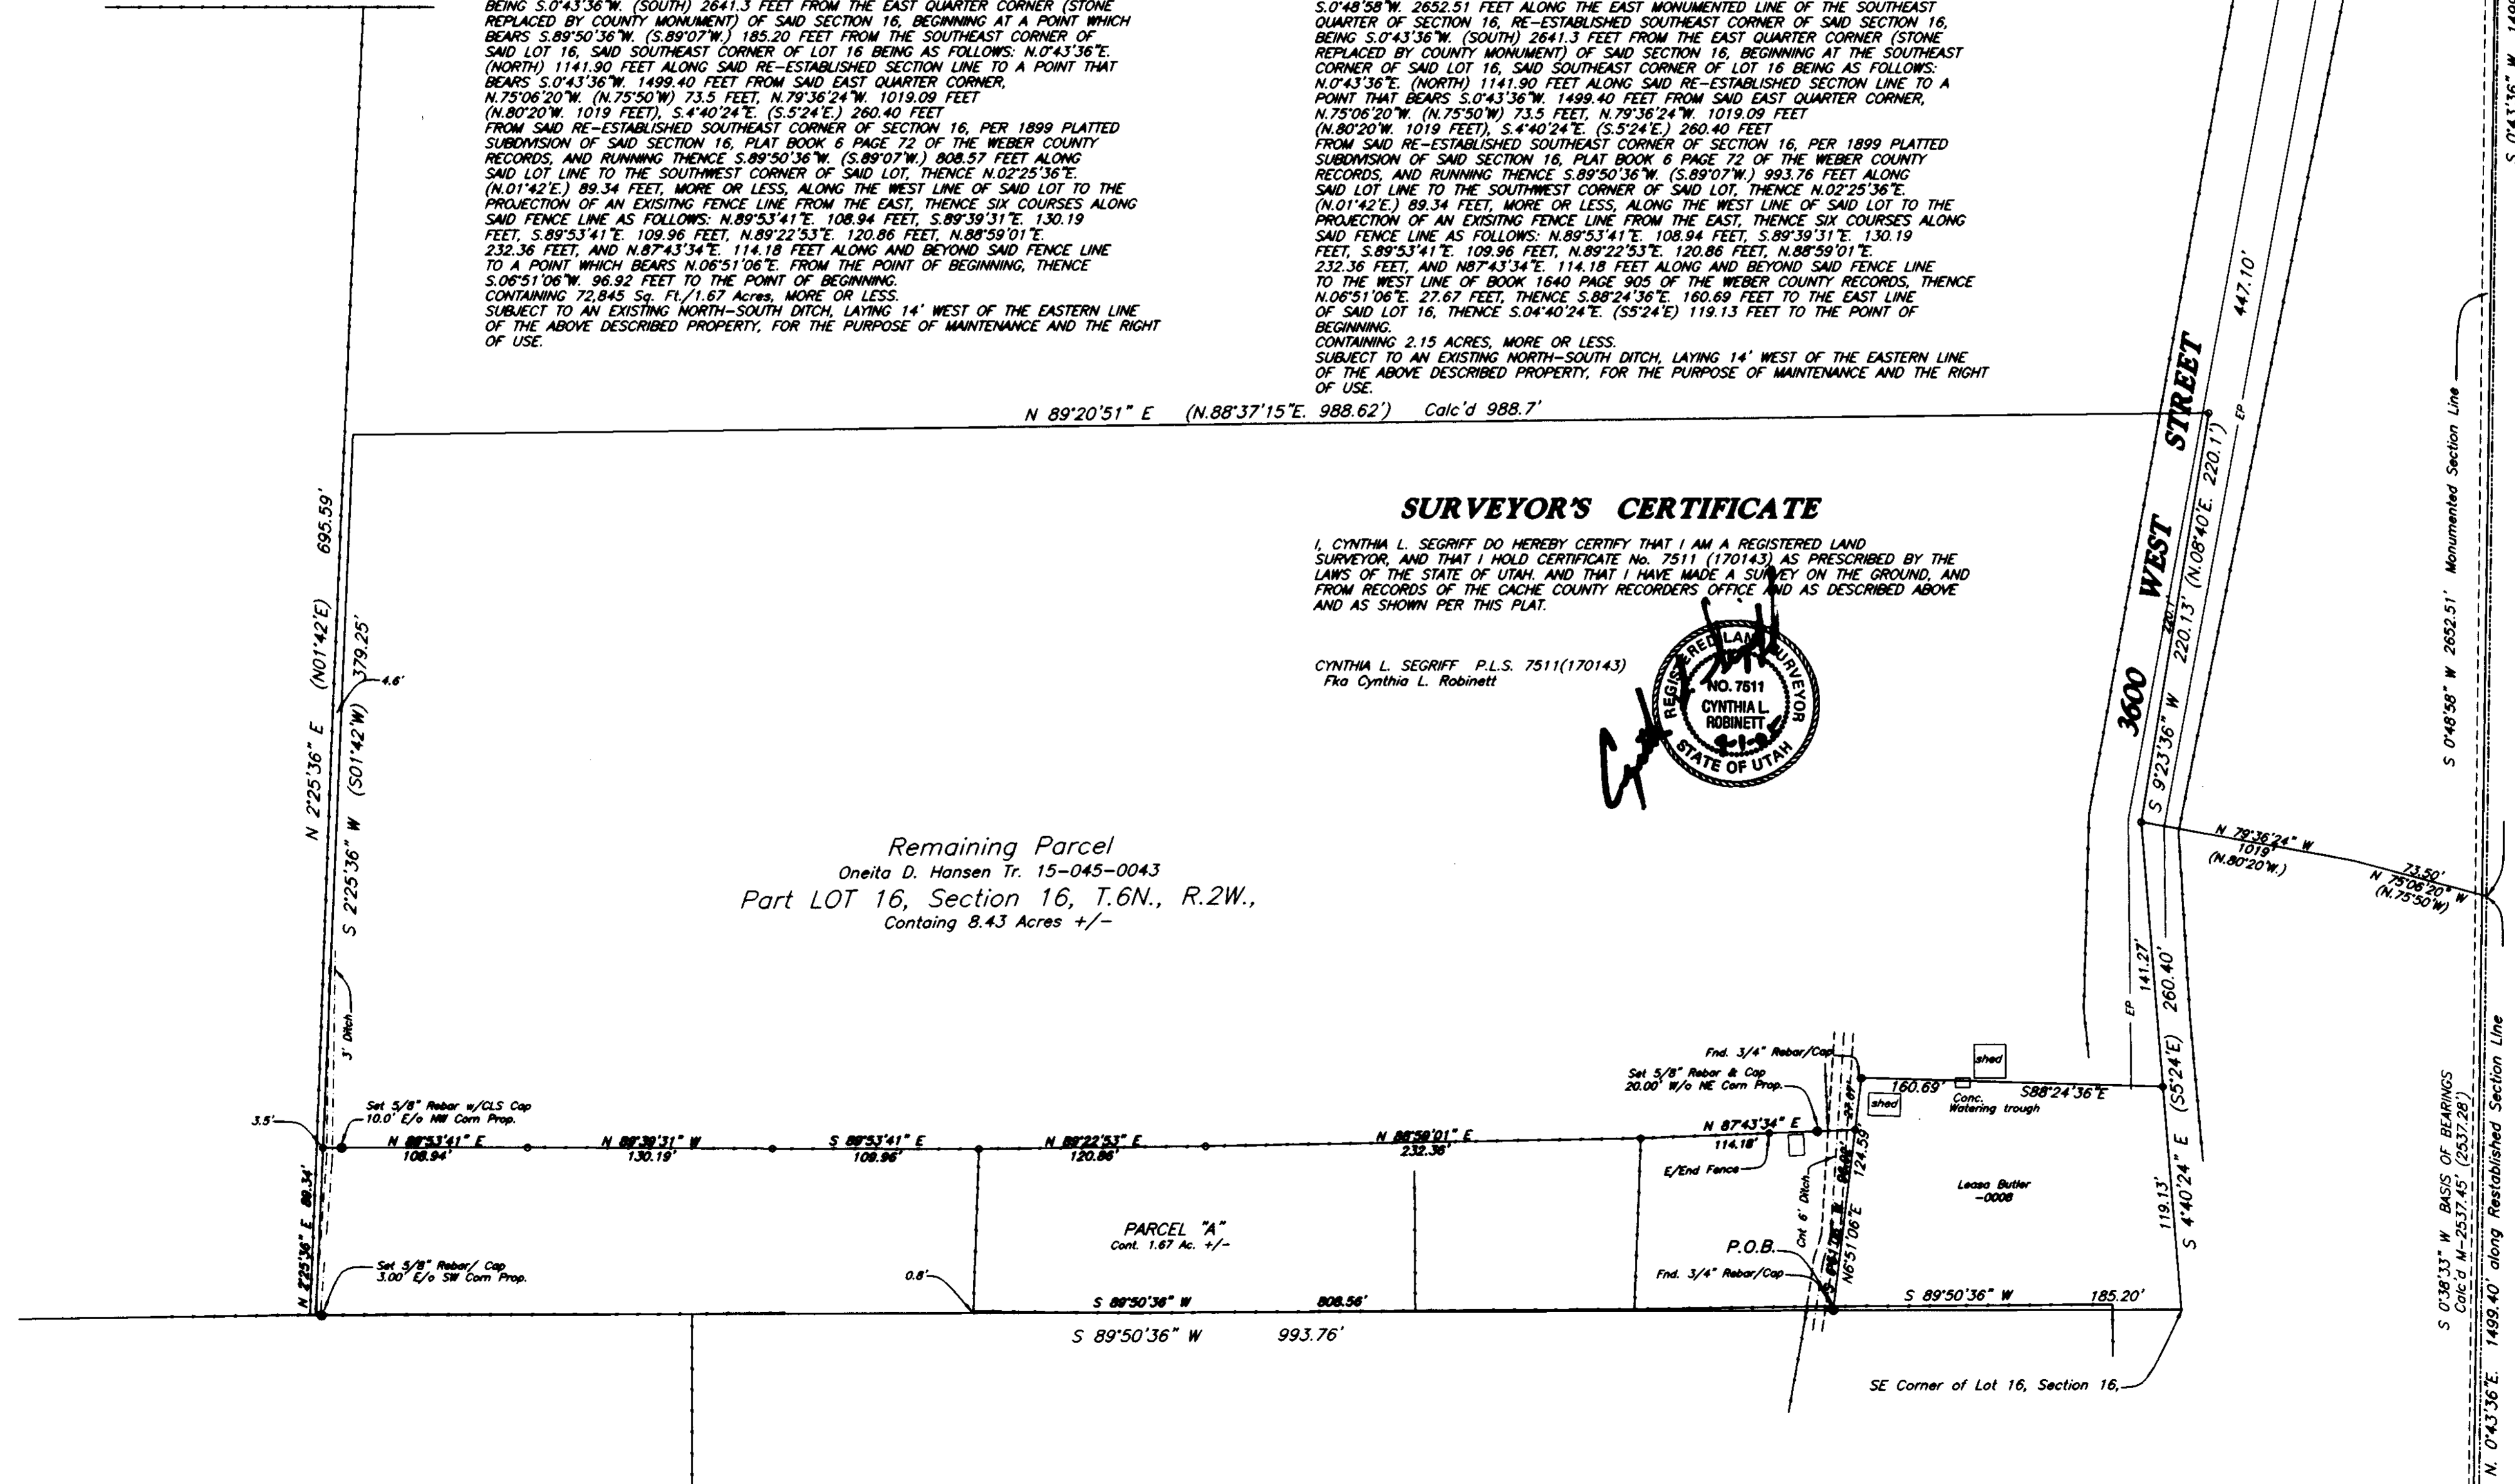 BEING S.0°43'36"W. (SOUTH) 2641.3 FEET FROM THE EAST QUARTER CORNER (STONE
REPLACED BY COUNTY MONUMENT) OF SAID SECTION 16, BEGINNING AT A POINT WHICH
BEARS S.89°50'36"W. (S.89°07'W.) 185.20 FEET FROM THE SOUTHEAST CORNER OF
SAID LOT 16, SAID SOUTHEAST CORNER OF LOT 16 BEING AS FOLLOWS: N.0°43'36"E.
(NORTH) 1141.90 FEET ALONG SAID RE-ESTABLISHED SECTION LINE TO A POINT THAT
BEARS S.0°43'36"W. 1499.40 FEET FROM SAID EAST QUARTER CORNER,
N.75°06'20"W. (N.75°50'W) 73.5 FEET, N.79°36'24"W. 1019.09 FEET
(N.80°20'W. 1019 FEET), S.4°40'24"E. (S.5°24'E.) 260.40 FEET
FROM SAID RE-ESTABLISHED SOUTHEAST CORNER OF SECTION 16, PER 1899 PLATTED
SUBDIVISION OF SAID SECTION 16, PLAT BOOK 6 PAGE 72 OF THE WEBER COUNTY
RECORDS, AND RUNNING THENCE S.89°50'36"W. (S.89°07'W.) 808.57 FEET ALONG
SAID LOT LINE TO THE SOUTHWEST CORNER OF SAID LOT, THENCE N.02°25'36"E.
(N.01°42'E.) 89.34 FEET, MORE OR LESS, ALONG THE WEST LINE OF SAID LOT TO THE
PROJECTION OF AN EXISITNG FENCE LINE FROM THE EAST, THENCE SIX COURSES ALONG
SAID FENCE LINE AS FOLLOWS: N.89°53'41"E. 108.94 FEET, S.89°39'31"E. 130.19
FEET, S.89°53'41"E. 109.96 FEET, N.89°22'53"E. 120.86 FEET, N.88°59'01"E.
232.36 FEET, AND N.87°43'34"E. 114.18 FEET ALONG AND BEYOND SAID FENCE LINE
TO A POINT WHICH BEARS N.06°51'06"E. FROM THE POINT OF BEGINNING, THENCE
S.06°51'06"W. 96.92 FEET TO THE POINT OF BEGINNING.
CONTAINING 72,845 Sq. Ft./1.67 Acres, MORE OR LESS.
SUBJECT TO AN EXISTING NORTH-SOUTH DITCH, LAYING 14' WEST OF THE EASTERN LINE
OF THE ABOVE DESCRIBED PROPERTY, FOR THE PURPOSE OF MAINTENANCE AND THE RIGHT
OF USE.
S.0°48'58"W. 2652.51 FEET ALONG THE EAST MONUMENTED LINE OF THE SOUTHEAST
QUARTER OF SECTION 16, RE-ESTABLISHED SOUTHEAST CORNER OF SAID SECTION 16,
BEING S.0°43'36"W. (SOUTH) 2641.3 FEET FROM THE EAST QUARTER CORNER (STONE
REPLACED BY COUNTY MONUMENT) OF SAID SECTION 16, BEGINNING AT THE SOUTHEAST
CORNER OF SAID LOT 16, SAID SOUTHEAST CORNER OF LOT 16 BEING AS FOLLOWS:
N.0°43'36"E. (NORTH) 1141.90 FEET ALONG SAID RE-ESTABLISHED SECTION LINE TO A
POINT THAT BEARS S.0°43'36"W. 1499.40 FEET FROM SAID EAST QUARTER CORNER,
N.75°06'20"W. (N.75°50'W) 73.5 FEET, N.79°36'24"W. 1019.09 FEET
(N.80°20'W. 1019 FEET), S.4°40'24"E. (S.5°24'E.) 260.40 FEET
FROM SAID RE-ESTABLISHED SOUTHEAST CORNER OF SECTION 16, PER 1899 PLATTED
SUBDIVISION OF SAID SECTION 16, PLAT BOOK 6 PAGE 72 OF THE WEBER COUNTY
RECORDS, AND RUNNING THENCE S.89°50'36"W. (S.89°07'W.) 993.76 FEET ALONG
SAID LOT LINE TO THE SOUTHWEST CORNER OF SAID LOT, THENCE N.02°25'36"E.
(N.01°42'E.) 89.34 FEET, MORE OR LESS, ALONG THE WEST LINE OF SAID LOT TO THE
PROJECTION OF AN EXISITNG FENCE LINE FROM THE EAST, THENCE SIX COURSES ALONG
SAID FENCE LINE AS FOLLOWS: N.89°53'41"E. 108.94 FEET, S.89°39'31"E. 130.19
FEET, S.89°53'41"E. 109.96 FEET, N.89°22'53"E. 120.86 FEET, N.88°59'01"E.
232.36 FEET, AND N87°43'34"E. 114.18 FEET ALONG AND BEYOND SAID FENCE LINE
TO THE WEST LINE OF BOOK 1640 PAGE 905 OF THE WEBER COUNTY RECORDS, THENCE
N.06°51'06"E. 27.67 FEET, THENCE S.88°24'36"E. 160.69 FEET TO THE EAST LINE
OF SAID LOT 16, THENCE S.04°40'24"E. (S5°24'E) 119.13 FEET TO THE POINT OF
BEGINNING.
CONTAINING 2.15 ACRES, MORE OR LESS.
SUBJECT TO AN EXISTING NORTH-SOUTH DITCH, LAYING 14' WEST OF THE EASTERN LINE
OF THE ABOVE DESCRIBED PROPERTY, FOR THE PURPOSE OF MAINTENANCE AND THE RIGHT
OF USE.
N 89°20'51" E (N.88°37'15"E. 988.62') Calc'd 988.7'
SURVEYOR'S CERTIFICATE
I, CYNTHIA L. SEGRIFF DO HEREBY CERTIFY THAT I AM A REGISTERED LAND
SURVEYOR, AND THAT I HOLD CERTIFICATE No. 7511 (170143) AS PRESCRIBED BY THE
LAWS OF THE STATE OF UTAH. AND THAT I HAVE MADE A SURVEY ON THE GROUND, AND
FROM RECORDS OF THE CACHE COUNTY RECORDERS OFFICE AND AS DESCRIBED ABOVE
AND AS SHOWN PER THIS PLAT.
CYNTHIA L. SEGRIFF P.L.S. 7511(170143)
Fka Cynthia L. Robinett
REGISTERED LAND SURVEYOR
NO. 7511
CYNTHIA L.
ROBINETT
STATE OF UTAH
N 2°25'36" E (N01°42'E) 695.59'
S 2°25'36" W (S01°42'W) 379.25'
4.6'
3' Ditch
Remaining Parcel
Oneita D. Hansen Tr. 15-045-0043
Part LOT 16, Section 16, T.6N., R.2W.,
Containg 8.43 Acres +/-
3600 WEST STREET
447.10'
EP
S 9°23'36" W 220.13' (N.08°40'E. 220.1')
220.1'
S 0°48'58" W 2652.51' Monumented Section Line
S 0°43'36" W
N 79°36'24" W
1019'
(N.80°20'W.)
73.50'
N 75°06'20" W
(N.75°50'W)
141.27'
EP
S 4°40'24" E (S5°24'E) 260.40'
119.13'
Fnd. 3/4" Rebar/Cap
Set 5/8" Rebar & Cap
20.00' W/o NE Corn Prop.
shed
160.69'
S88°24'36"E
shed
Conc.
Watering trough
Set 5/8" Rebar w/CLS Cap
10.0' E/o NW Corn Prop.
3.5'
N 89°53'41" E
108.94'
N 89°39'31" W
130.19'
S 89°53'41" E
109.96'
N 89°22'53" E
120.86'
N 88°59'01" E
232.36'
N 87°43'34" E
114.18'
E/End Fence
Cnt 6' Ditch
N6°51'06"E 124.59'
27.67'
Leasa Butler
-0008
N 2°25'36" E 89.34'
PARCEL "A"
Cont. 1.67 Ac. +/-
P.O.B.
Fnd. 3/4" Rebar/Cap
Set 5/8" Rebar/ Cap
3.00' E/o SW Corn Prop.
0.8'
S 89°50'36" W 808.56'
S 89°50'36" W 185.20'
S 89°50'36" W 993.76'
SE Corner of Lot 16, Section 16,
S 0°38'33" W BASIS OF BEARINGS
Calc'd M-2537.45' (2537.28')
N. 0°43'36"E. 1499.40' along Restablished Section Line